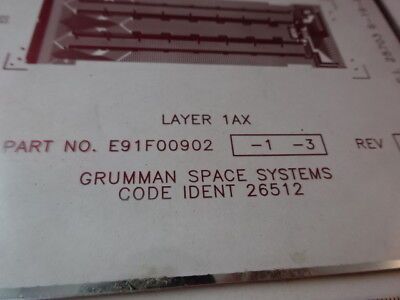 LAYER 1AX
PART NO. E91F00902 -1 -3 REV
GRUMMAN SPACE SYSTEMS
CODE IDENT 26512